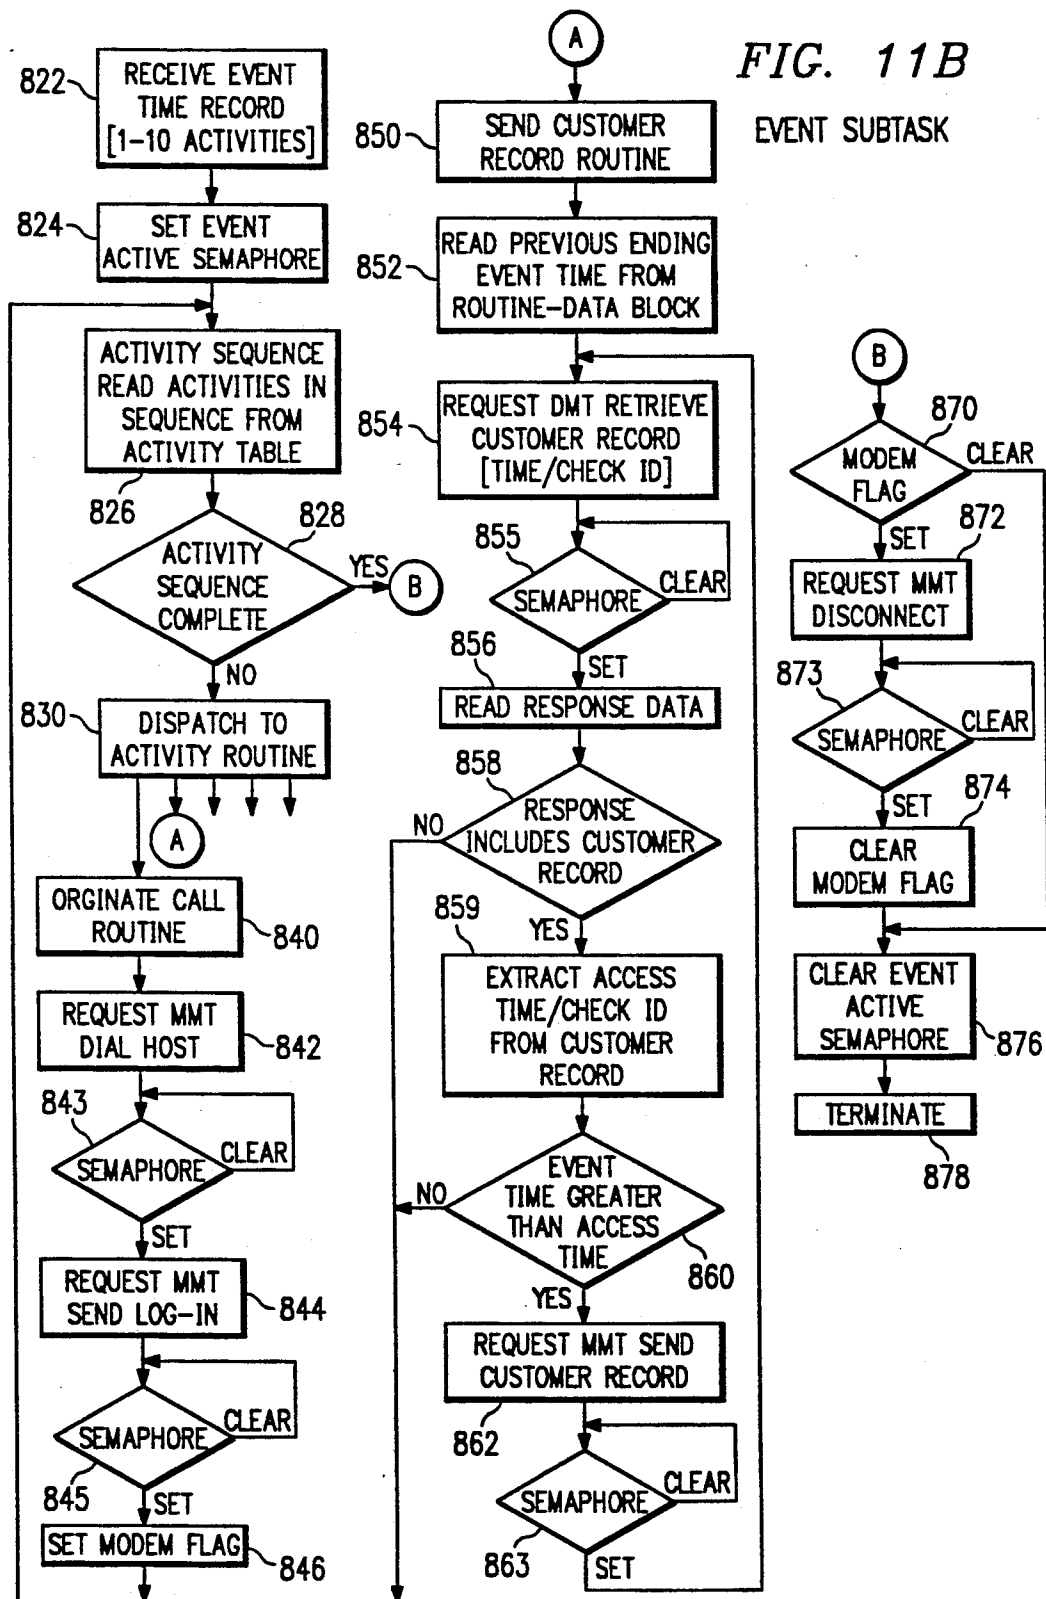 FIG. 11B
EVENT SUBTASK
822
RECEIVE EVENT
TIME RECORD
[1-10 ACTIVITIES]
824
SET EVENT
ACTIVE SEMAPHORE
ACTIVITY SEQUENCE
READ ACTIVITIES IN
SEQUENCE FROM
ACTIVITY TABLE
826
828
ACTIVITY
SEQUENCE
COMPLETE
YES
B
NO
830
DISPATCH TO
ACTIVITY ROUTINE
A
ORGINATE CALL
ROUTINE
840
REQUEST MMT
DIAL HOST
842
843
SEMAPHORE
CLEAR
SET
REQUEST MMT
SEND LOG-IN
844
SEMAPHORE
CLEAR
845
SET
SET MODEM FLAG
846
A
850
SEND CUSTOMER
RECORD ROUTINE
852
READ PREVIOUS ENDING
EVENT TIME FROM
ROUTINE-DATA BLOCK
854
REQUEST DMT RETRIEVE
CUSTOMER RECORD
[TIME/CHECK ID]
855
SEMAPHORE
CLEAR
SET
856
READ RESPONSE DATA
858
RESPONSE
INCLUDES CUSTOMER
RECORD
NO
YES
859
EXTRACT ACCESS
TIME/CHECK ID
FROM CUSTOMER
RECORD
EVENT
TIME GREATER
THAN ACCESS
TIME
NO
860
YES
REQUEST MMT SEND
CUSTOMER RECORD
862
SEMAPHORE
CLEAR
863
SET
B
870
MODEM
FLAG
CLEAR
SET
872
REQUEST MMT
DISCONNECT
873
SEMAPHORE
CLEAR
SET
874
CLEAR
MODEM FLAG
CLEAR EVENT
ACTIVE
SEMAPHORE
876
TERMINATE
878